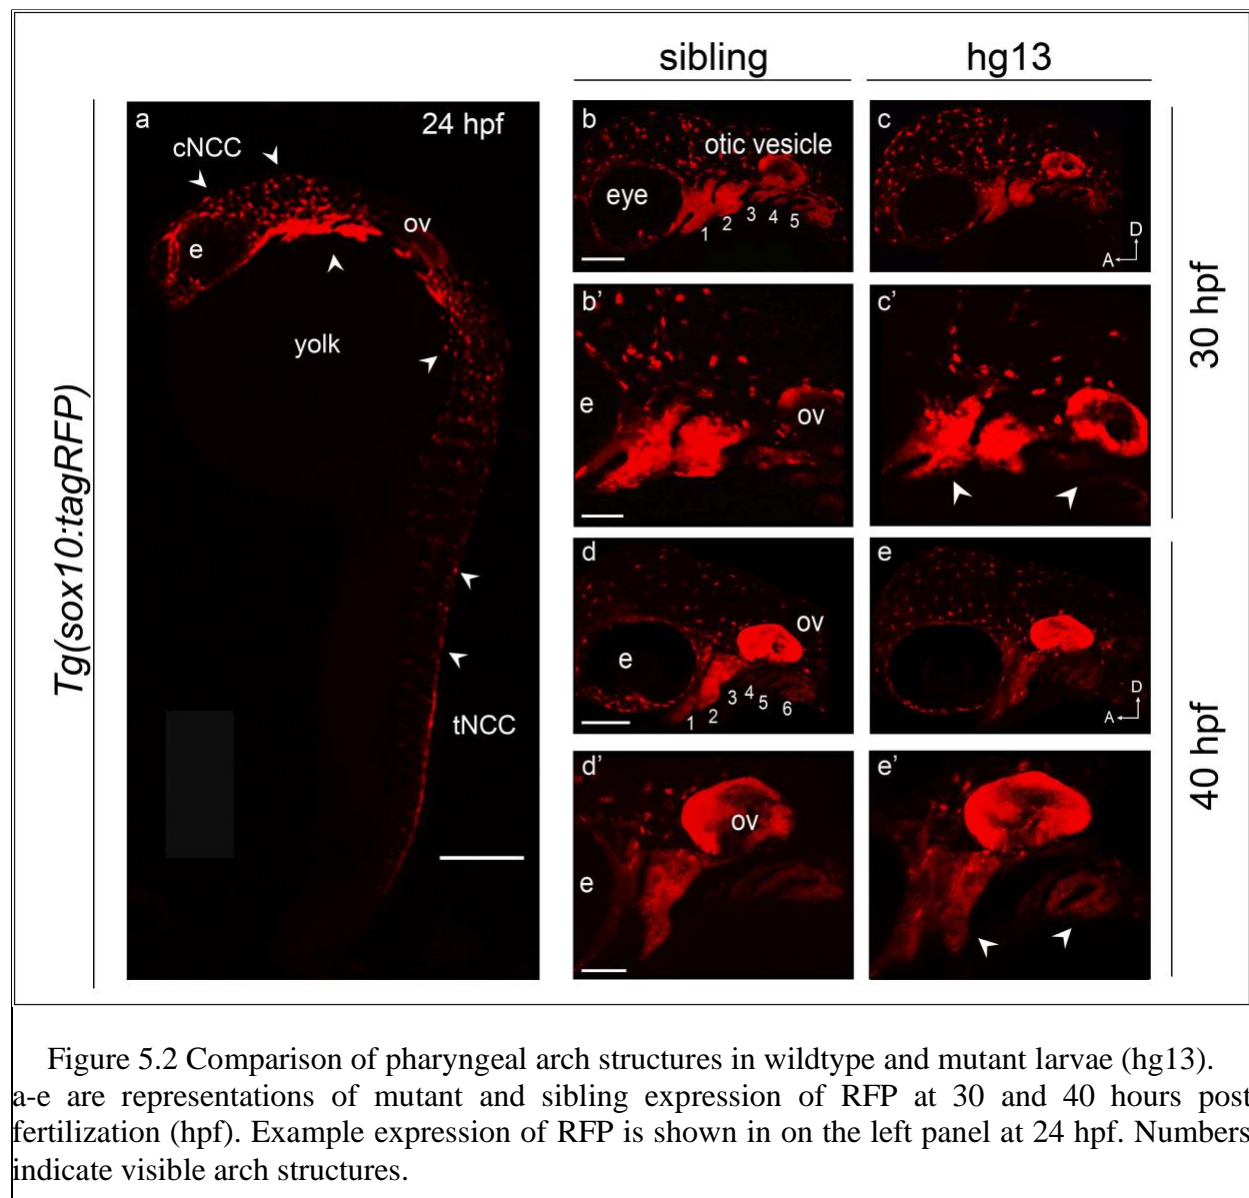 sibling
hg13
Tg(sox10:tagRFP)
a
24 hpf
cNCC
e
ov
yolk
tNCC
b
otic vesicle
eye
1
2
3
4
5
c
D
A
b’
e
ov
c’
30 hpf
d
ov
e
1
2
3
4
5
6
e
D
A
d’
ov
e
e’
40 hpf
Figure 5.2 Comparison of pharyngeal arch structures in wildtype and mutant larvae (hg13).
a-e are representations of mutant and sibling expression of RFP at 30 and 40 hours post
fertilization (hpf). Example expression of RFP is shown in on the left panel at 24 hpf. Numbers
indicate visible arch structures.